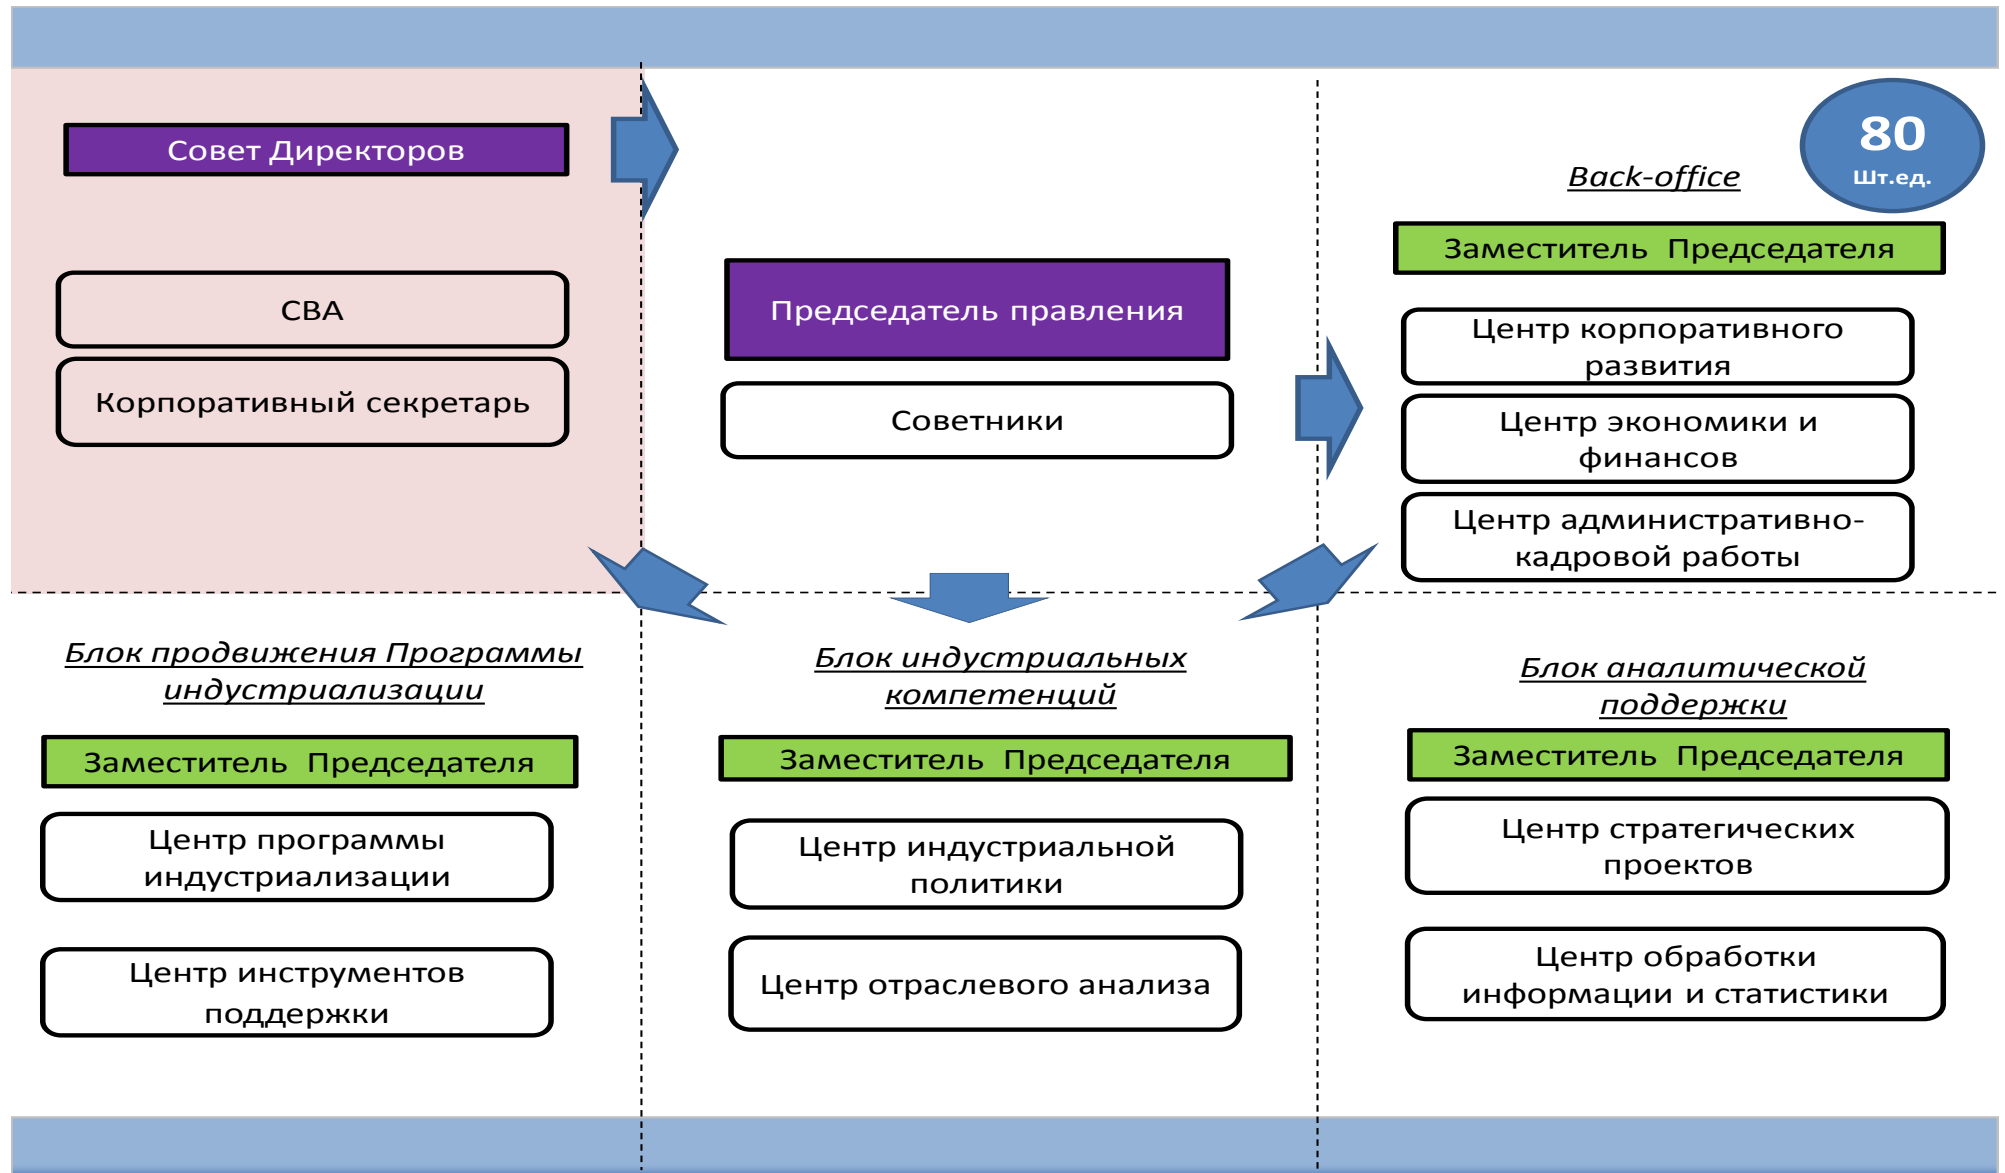 Совет Директоров
СВА
Корпоративный секретарь
Председатель правления
Советники
80
Шт.ед.
Back-office
Заместитель  Председателя
Центр корпоративного
развития
Центр экономики и
финансов
Центр административно-
кадровой работы
Блок продвижения Программы
индустриализации
Заместитель  Председателя
Центр программы
индустриализации
Центр инструментов
поддержки
Блок индустриальных
компетенций
Заместитель  Председателя
Центр индустриальной
политики
Центр отраслевого анализа
Блок аналитической
поддержки
Заместитель  Председателя
Центр стратегических
проектов
Центр обработки
информации и статистики